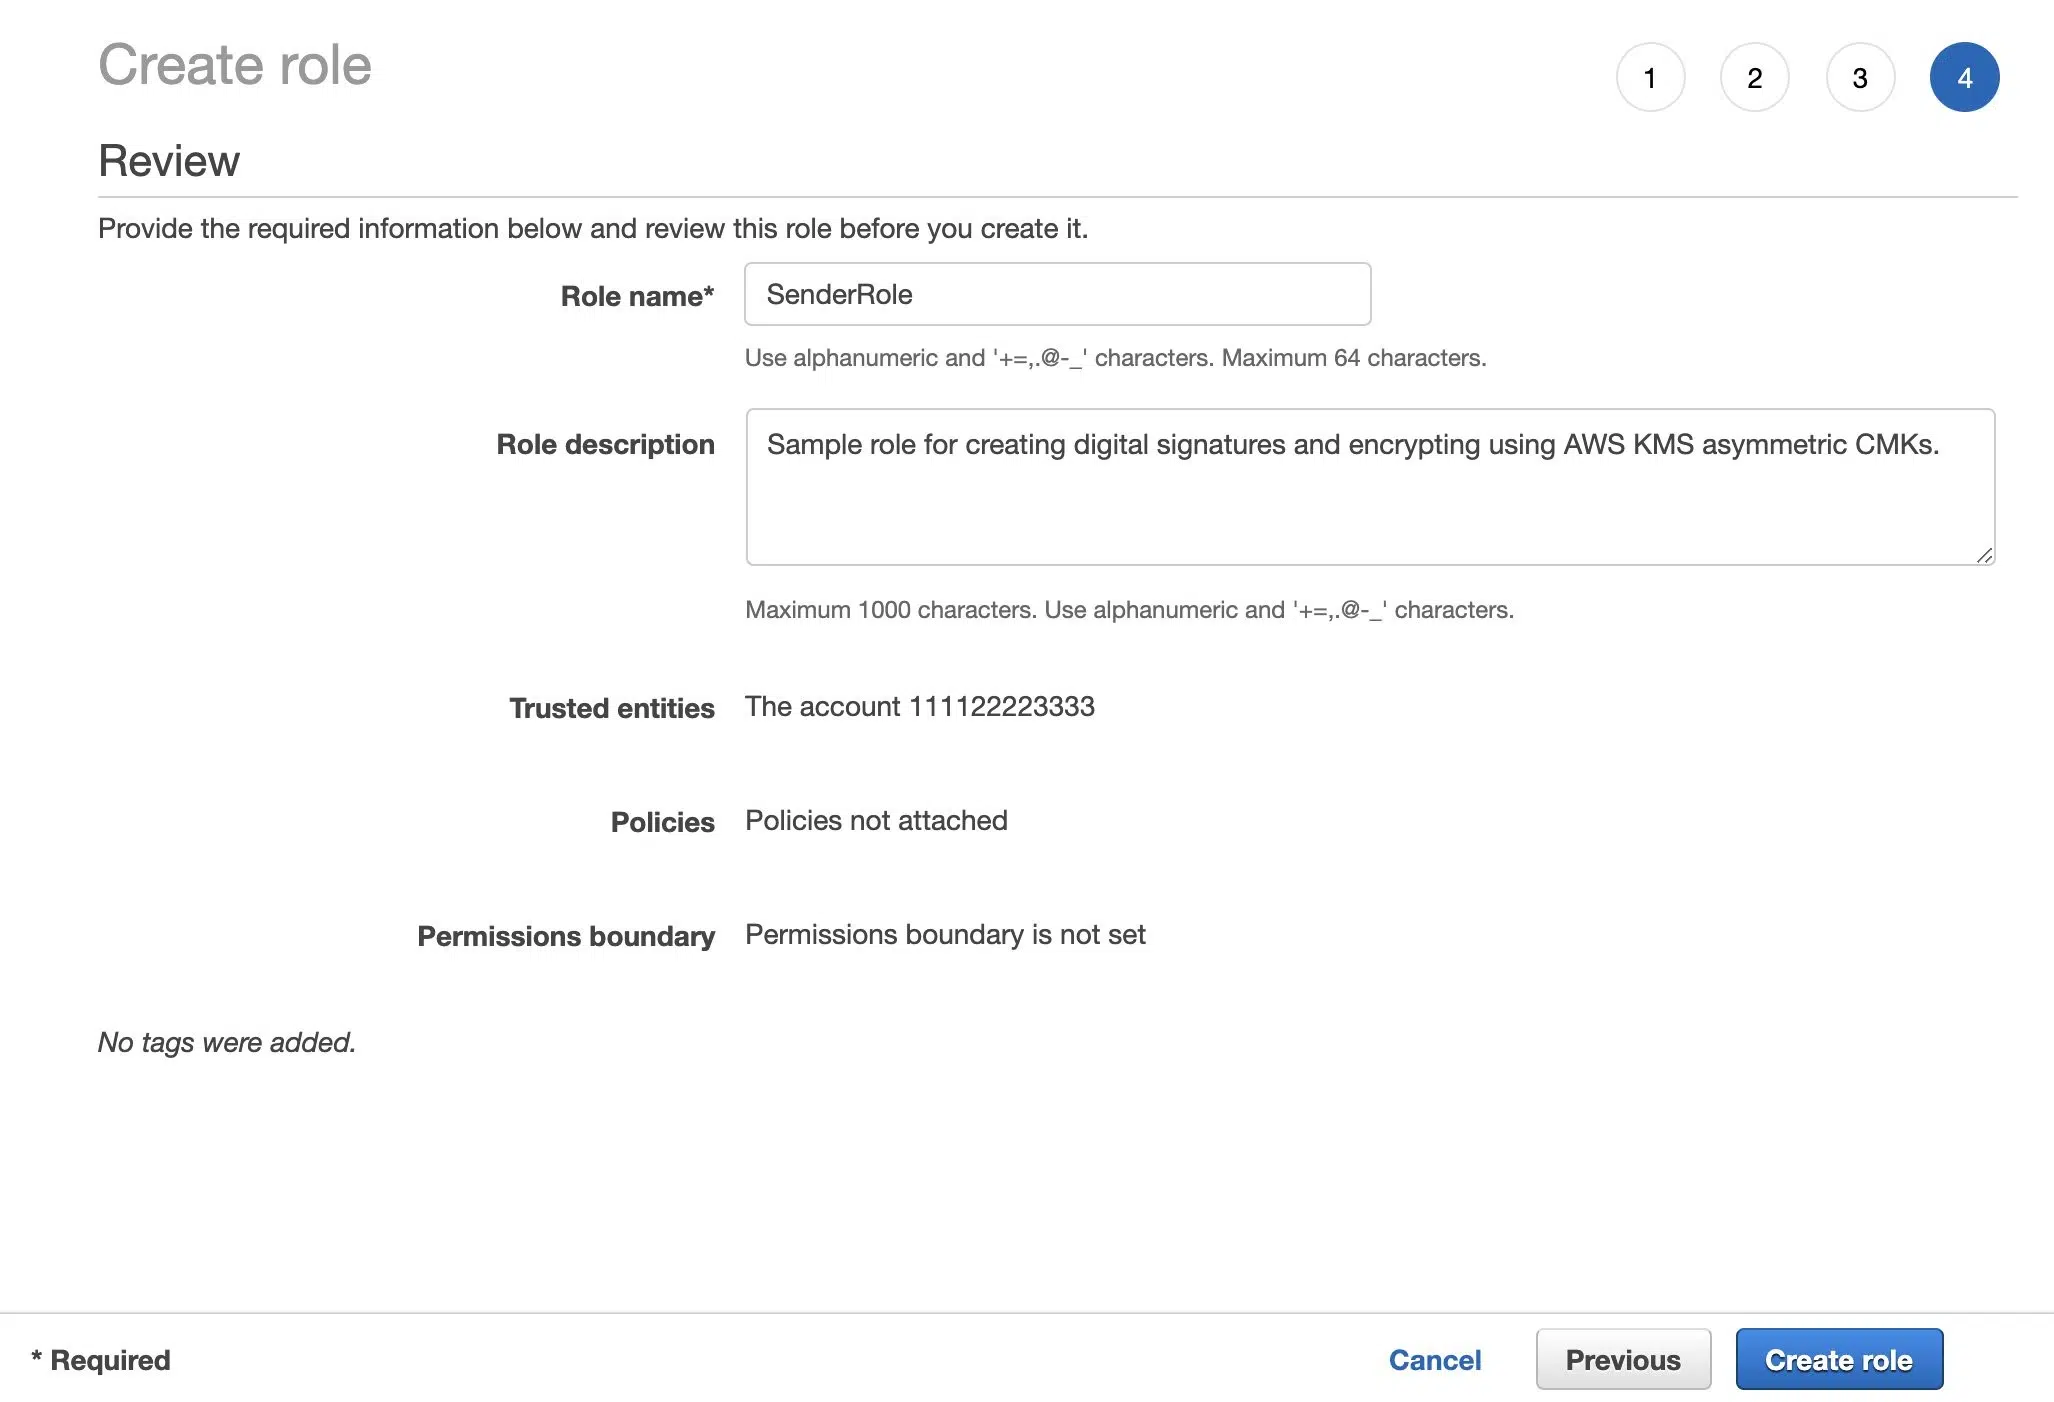 Create role
1 2 3 4
Review
Provide the required information below and review this role before you create it.
Role name* SenderRole
Use alphanumeric and '+=,.@-_' characters. Maximum 64 characters.
Role description Sample role for creating digital signatures and encrypting using AWS KMS asymmetric CMKs.
Maximum 1000 characters. Use alphanumeric and '+=,.@-_' characters.
Trusted entities The account 111122223333
Policies Policies not attached
Permissions boundary Permissions boundary is not set
No tags were added.
* Required Cancel Previous Create role